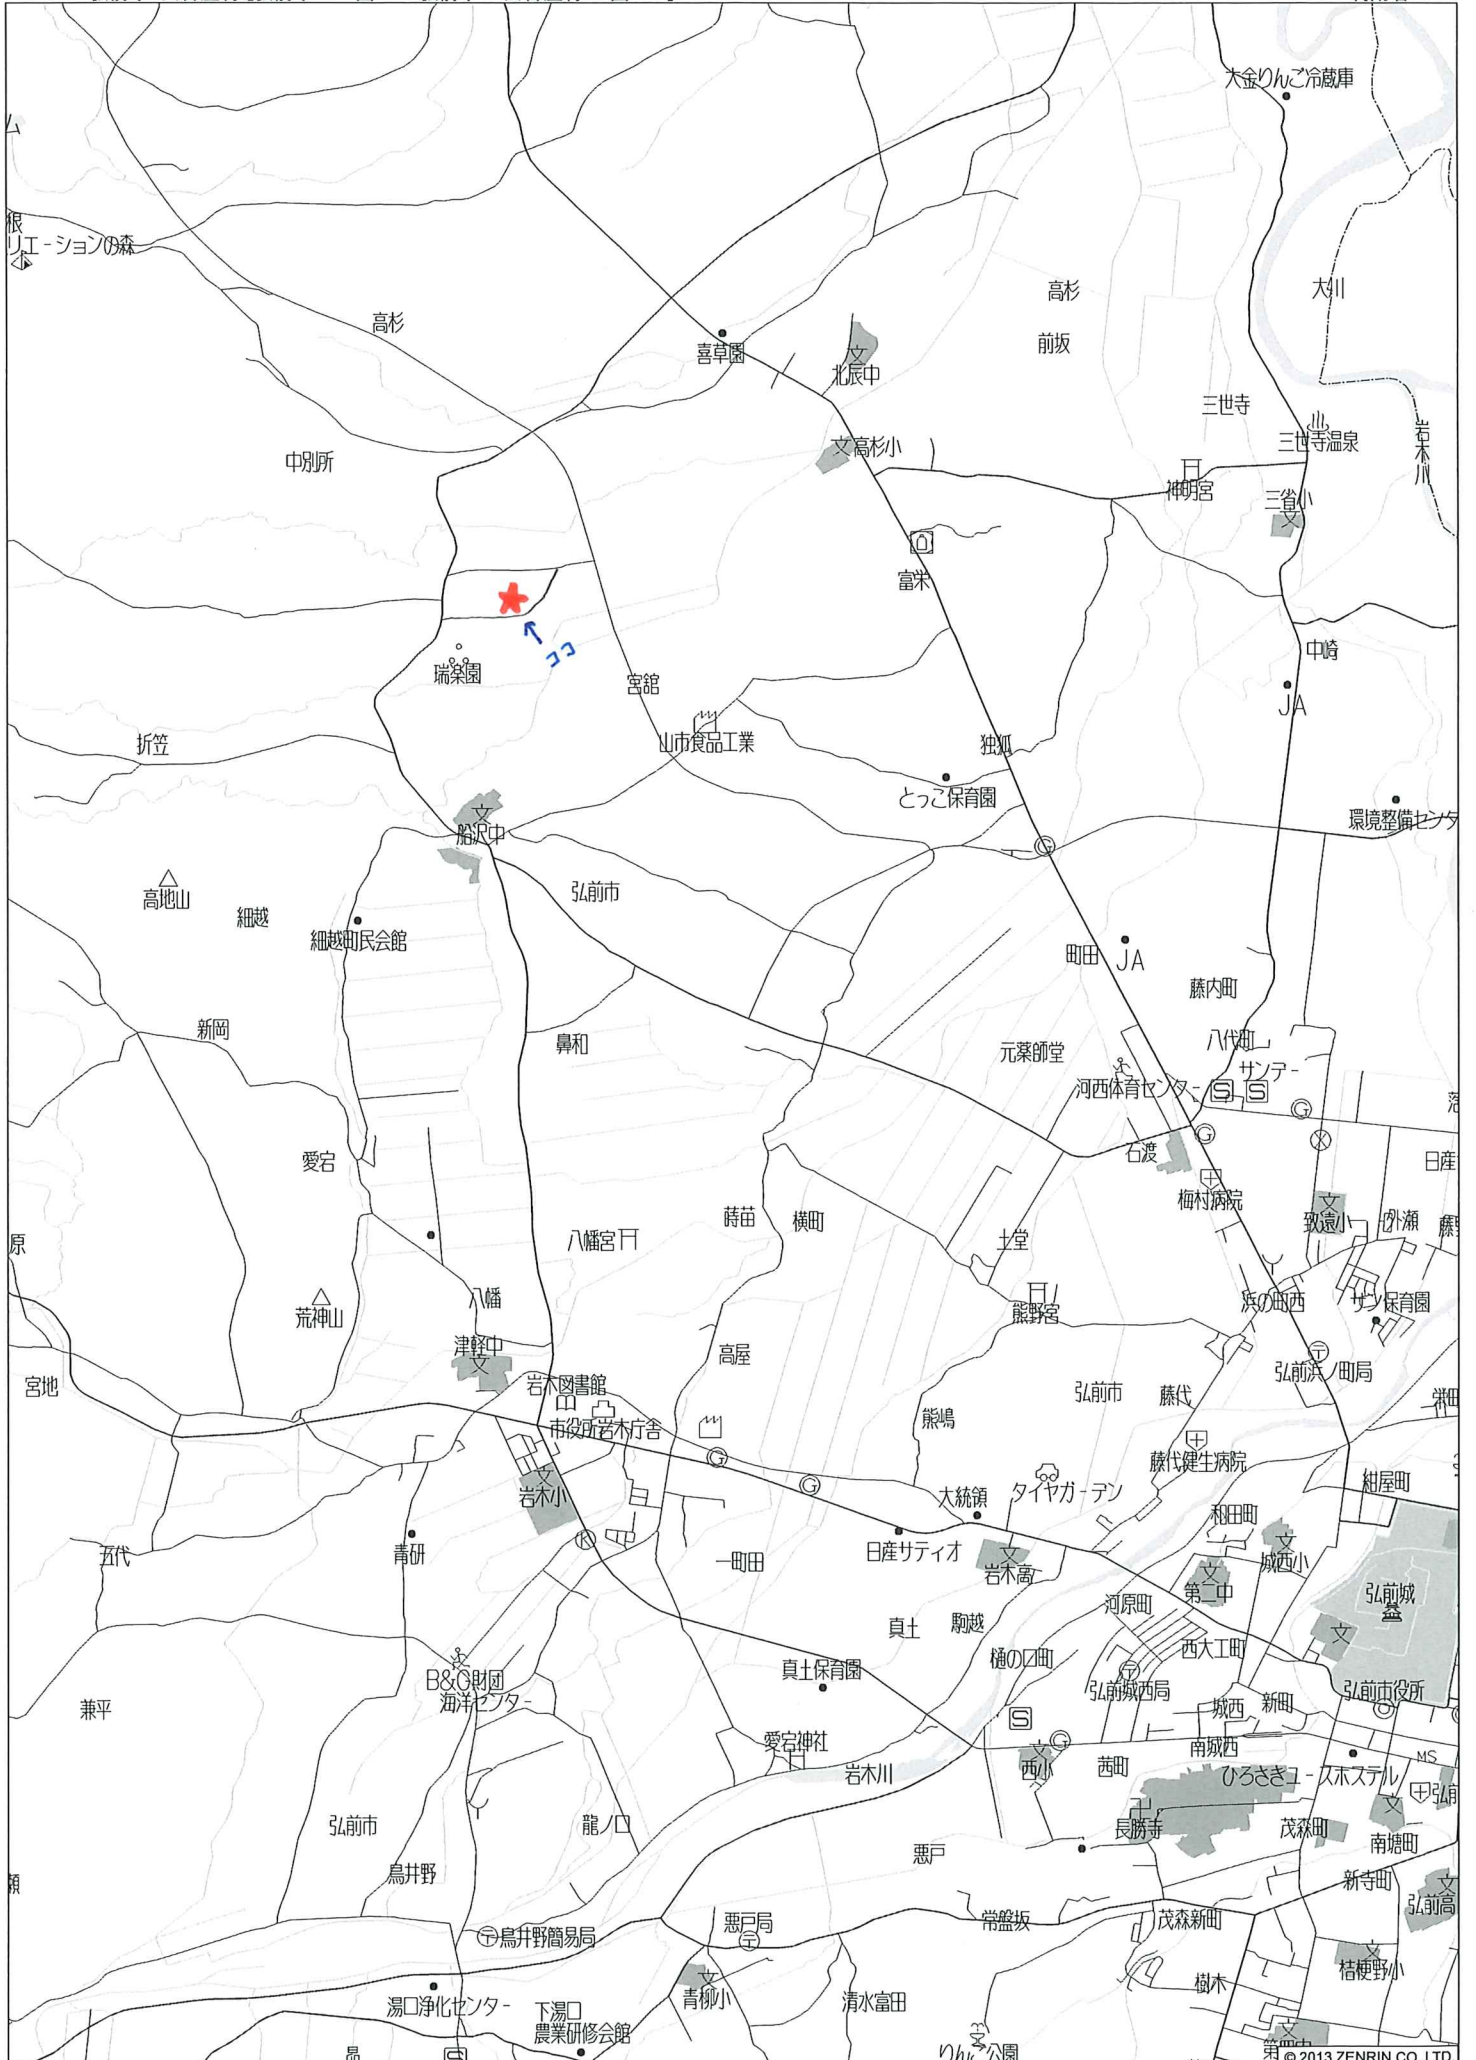 大金りんご冷蔵庫
ム
根
リエーションの森
高杉
大川
高杉
喜草園
前坂
北辰中
三世寺
三世寺温泉
岩木川
中別所
高杉小
神明宮
三省小
富栄
ココ
瑞楽園
宮舘
中崎
JA
折笠
山市食品工業
独狐
とっこ保育園
環境整備センタ
船沢中
高地山
細越
弘前市
細越町民会館
町田
JA
藤内町
新岡
鼻和
元薬師堂
八代町
サンデー
河西体育センター
石渡
愛宕
日産
梅村病院
蒔苗
横町
致遠小
外瀬
原
八幡宮
土堂
浜の町西
サン保育園
荒神山
八幡
熊野宮
津軽中
高屋
弘前浜ノ町局
宮地
岩木図書館
弘前市
藤代
市役所岩木庁舎
熊嶋
藤代健生病院
紺屋町
岩木小
大統領
タイヤガーデン
和田町
五代
青研
一町田
日産サティオ
岩木高
城西小
第二中
弘前城
河原町
真土
駒越
西大工町
樋の口町
B&G財団
海洋センター
真土保育園
弘前城西局
弘前市役所
兼平
城西
新町
愛宕神社
南城西
岩木川
西小
茜町
MS
ひろさきユースホステル
弘前市
龍ノ口
長勝寺
茂森町
南塘町
悪戸
鳥井野
新寺町
弘前高
鳥井野簡易局
悪戸局
常盤坂
茂森新町
桔梗野小
樹木
湯口浄化センター
下湯口
農業研修会館
青柳小
清水富田
りんご公園
© 2013 ZENRIN CO., LTD.